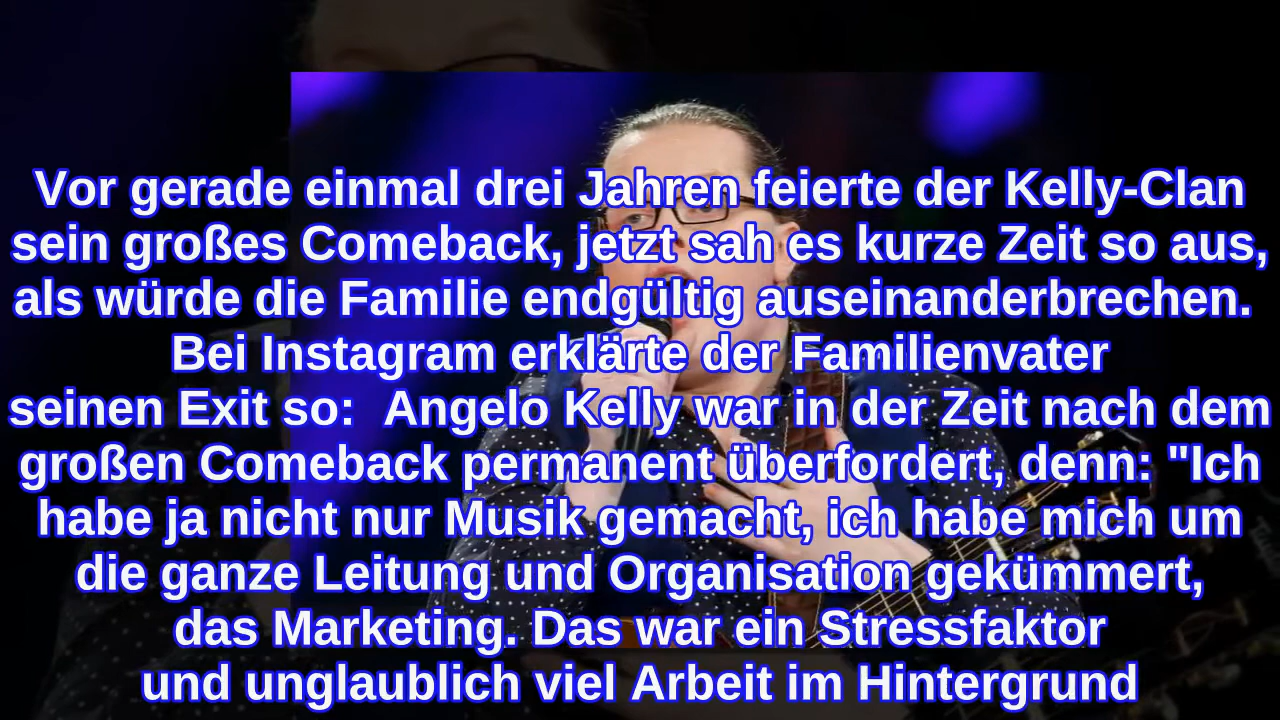 Vor gerade einmal drei Jahren feierte der Kelly-Clan
sein großes Comeback, jetzt sah es kurze Zeit so aus,
als würde die Familie endgültig auseinanderbrechen.
Bei Instagram erklärte der Familienvater
seinen Exit so:  Angelo Kelly war in der Zeit nach dem
großen Comeback permanent überfordert, denn: "Ich
habe ja nicht nur Musik gemacht, ich habe mich um
die ganze Leitung und Organisation gekümmert,
das Marketing. Das war ein Stressfaktor
und unglaublich viel Arbeit im Hintergrund